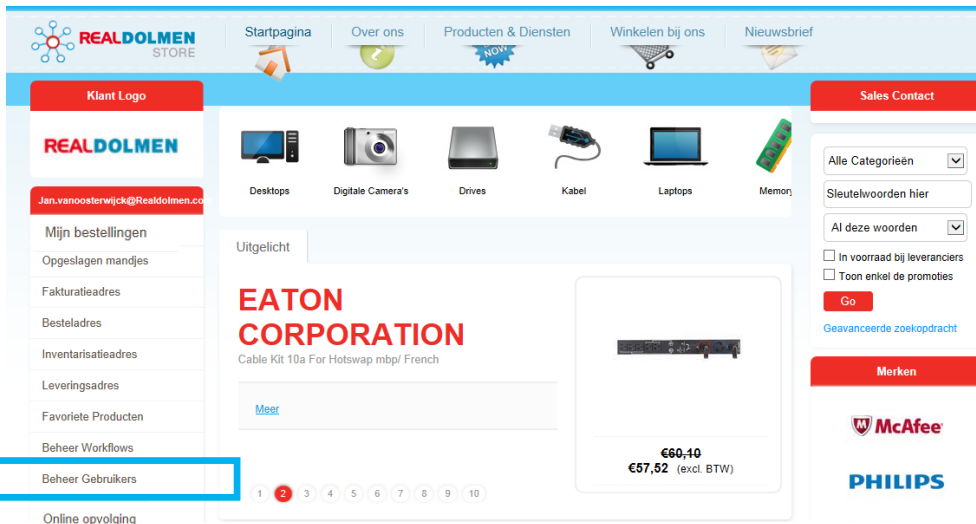 REALDOLMEN
STORE
Startpagina
Over ons
Producten & Diensten
Winkelen bij ons
Nieuwsbrief
NOW
Klant Logo
REALDOLMEN
Jan.vanoosterwijck@Realdolmen.co
Mijn bestellingen
Opgeslagen mandjes
Fakturatieadres
Besteladres
Inventarisatieadres
Leveringsadres
Favoriete Producten
Beheer Workflows
Beheer Gebruikers
Online opvolging
Desktops
Digitale Camera's
Drives
Kabel
Laptops
Memory
Uitgelicht
EATON
CORPORATION
Cable Kit 10a For Hotswap mbp/ French
Meer
€60,10
€57,52 (excl. BTW)
1 2 3 4 5 6 7 8 9 10
Sales Contact
Alle Categorieën
Sleutelwoorden hier
Al deze woorden
In voorraad bij leveranciers
Toon enkel de promoties
Go
Geavanceerde zoekopdracht
Merken
McAfee
PHILIPS